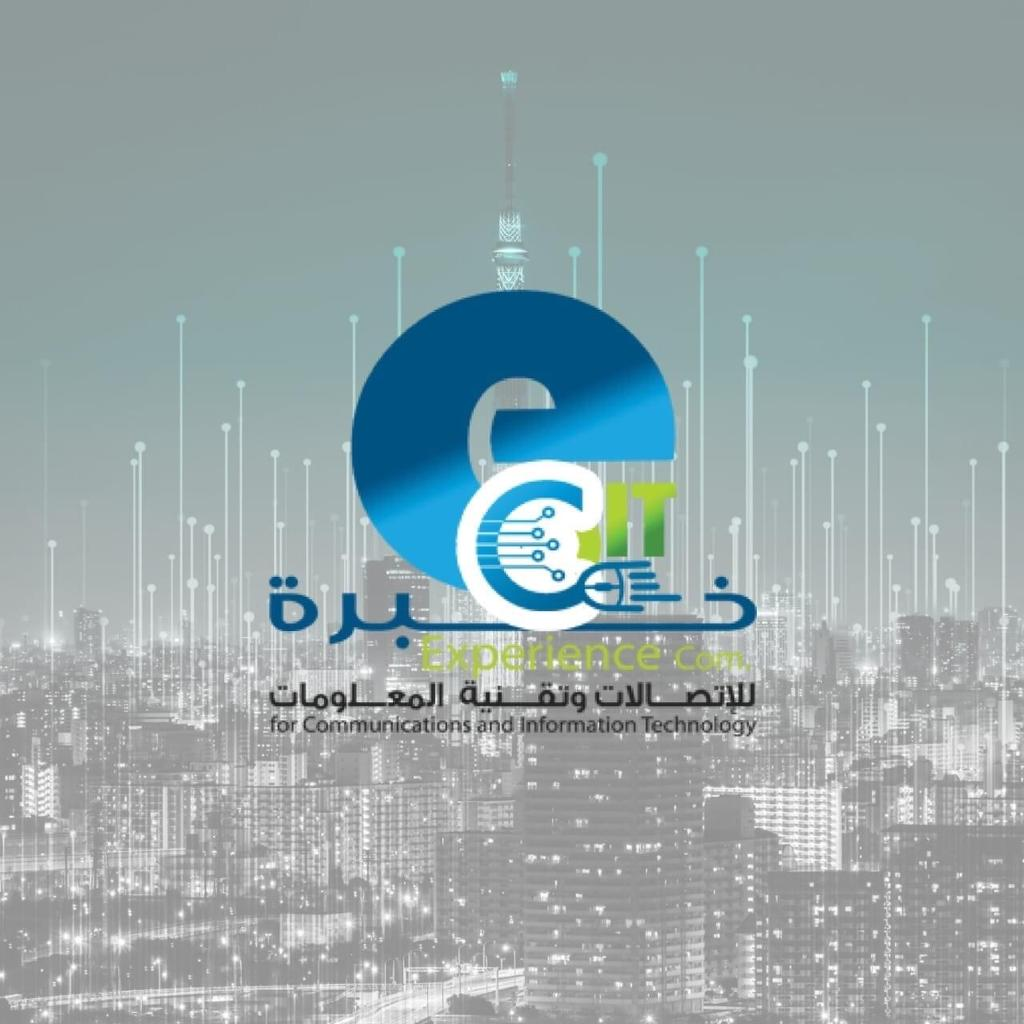 e
C IT
خبرة
Experience Com.
للإتصالات وتقنية المعلومات
for Communications and Information Technology